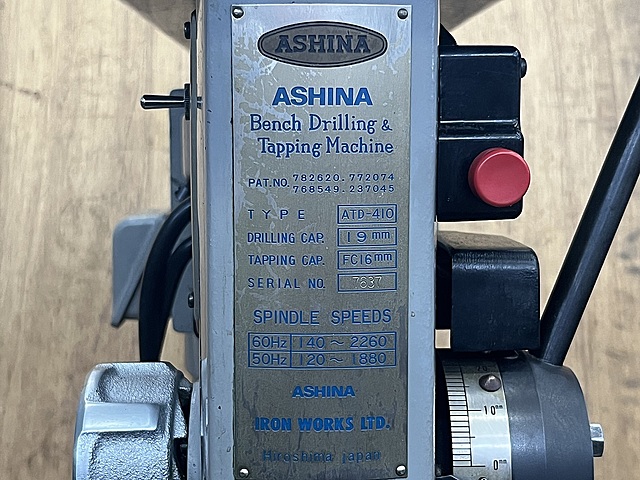 ASHINA
ASHINA
Bench Drilling &
Tapping Machine
PAT.NO. 782620.772074
768549.237045
TYPE ATD-410
DRILLING CAP. 19mm
TAPPING CAP. FC16mm
SERIAL NO. 7637
SPINDLE SPEEDS
60Hz 140~2260
50Hz 120~1880
ASHINA
IRON WORKS LTD.
Hiroshima japan
10mm
0mm